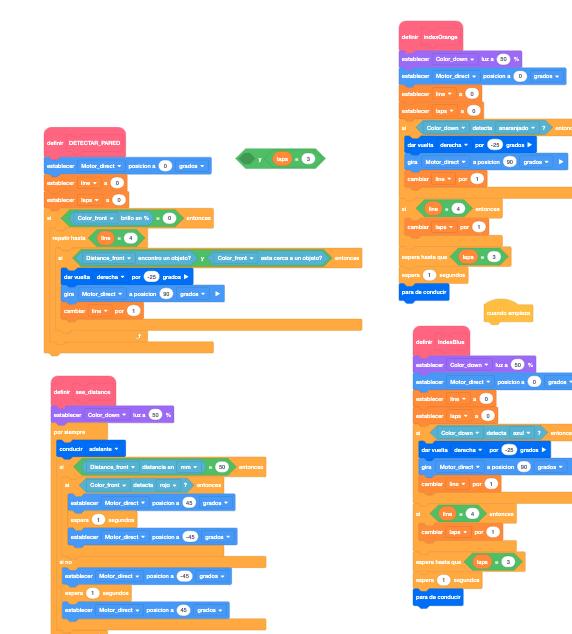 definir DETECTAR_PARED
establecer Motor_direct posicion a 0 grados
establecer line a 0
establecer laps a 0
si Color_front brillo en % = 0 entonces
repetir hasta line = 4
si Distance_front encontro un objeto? y Color_front esta cerca a un objeto? entonces
dar vuelta derecha por -25 grados
gira Motor_direct a posicion 90 grados
cambiar line por 1
y laps = 3
definir see_distance
establecer Color_down luz a 50 %
por siempre
conducir adelante
si Distance_front distancia en mm = 50 entonces
si Color_front detecta rojo ? entonces
establecer Motor_direct posicion a 45 grados
espera 1 segundos
establecer Motor_direct posicion a -45 grados
si no
establecer Motor_direct posicion a -45 grados
espera 1 segundos
establecer Motor_direct posicion a 45 grados
definir IndexOrange
establecer Color_down luz a 50 %
establecer Motor_direct posicion a 0 grados
establecer line a 0
establecer laps a 0
si Color_down detecta anaranjado ? entonc
dar vuelta derecha por -25 grados
gira Motor_direct a posicion 90 grados
cambiar line por 1
si line = 4 entonces
cambiar laps por 1
espera hasta que laps = 3
espera 1 segundos
para de conducir
cuando empieza
definir IndexBlue
establecer Color_down luz a 50 %
establecer Motor_direct posicion a 0 grados
establecer line a 0
establecer laps a 0
si Color_down detecta azul ? entonces
dar vuelta derecha por -25 grados
gira Motor_direct a posicion 90 grados
cambiar line por 1
si line = 4 entonces
cambiar laps por 1
espera hasta que laps = 3
espera 1 segundos
para de conducir